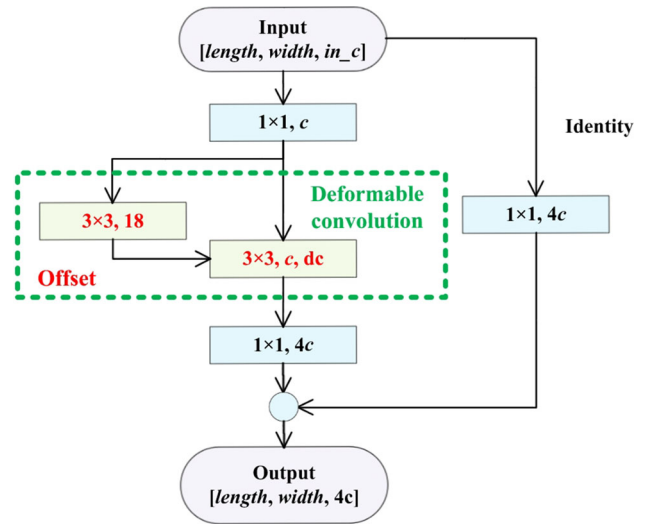 Input
[length, width, in_c]
1×1, c
Identity
Deformable
convolution
3×3, 18
1×1, 4c
3×3, c, dc
Offset
1×1, 4c
Output
[length, width, 4c]